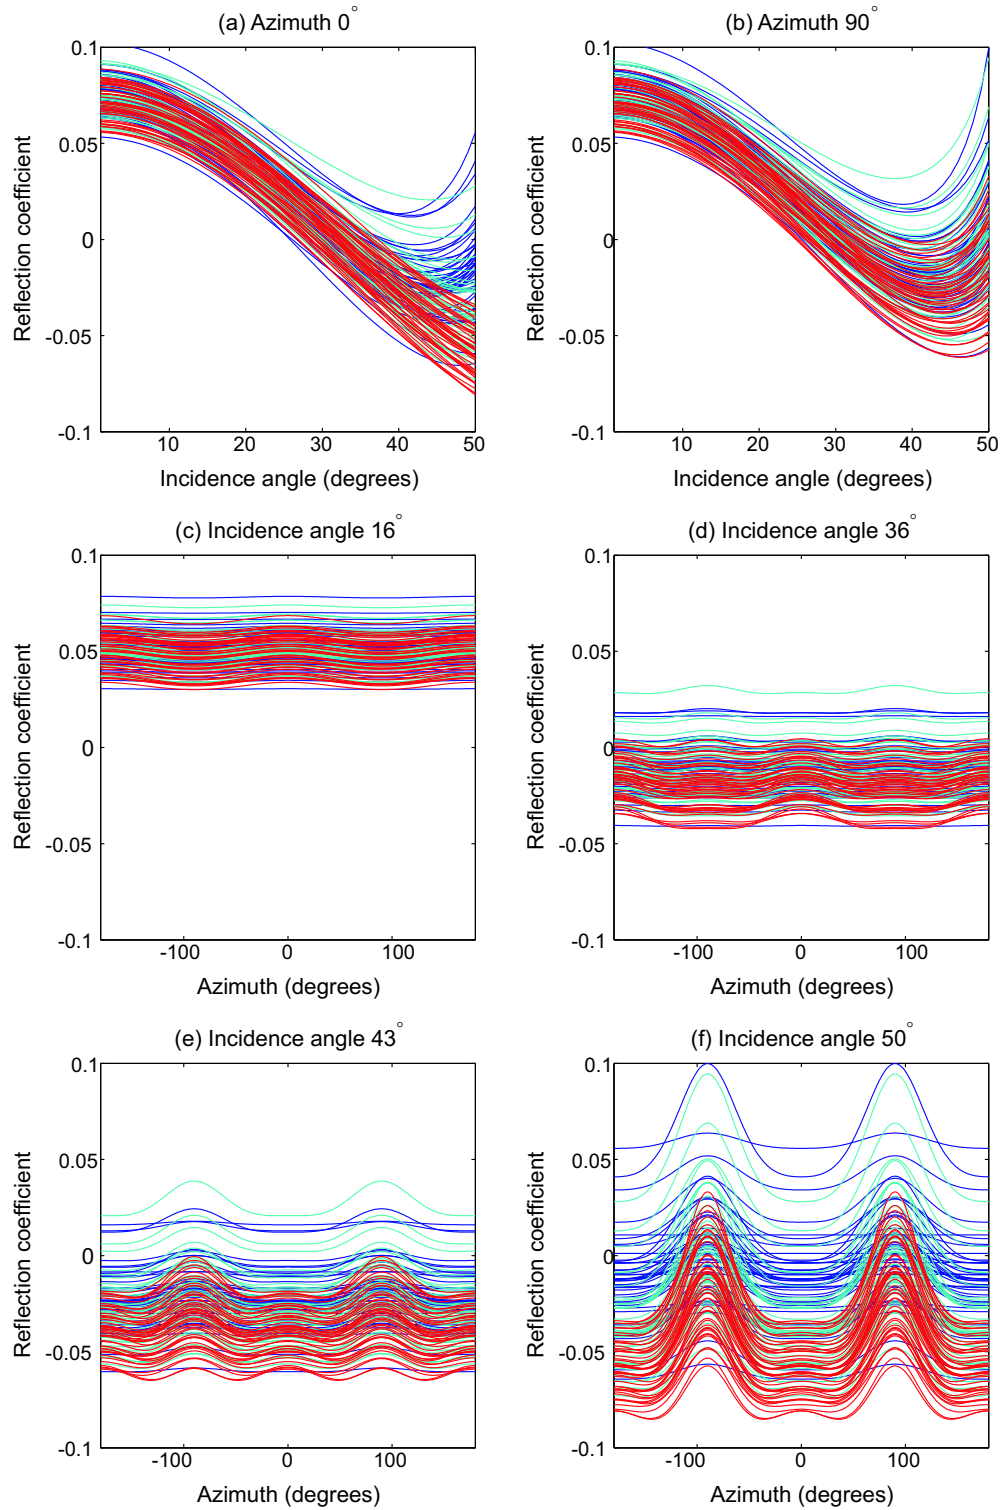 (a) Azimuth 0°
(b) Azimuth 90°
0.1
0.05
0
-0.05
-0.1
Reflection coefficient
10 20 30 40 50
Incidence angle (degrees)
0.1
0.05
0
-0.05
-0.1
Reflection coefficient
10 20 30 40 50
Incidence angle (degrees)
(c) Incidence angle 16°
(d) Incidence angle 36°
0.1
0.05
0
-0.05
-0.1
Reflection coefficient
-100 0 100
Azimuth (degrees)
0.1
0.05
0
-0.05
-0.1
Reflection coefficient
-100 0 100
Azimuth (degrees)
(e) Incidence angle 43°
(f) Incidence angle 50°
0.1
0.05
0
-0.05
-0.1
Reflection coefficient
-100 0 100
Azimuth (degrees)
0.1
0.05
0
-0.05
-0.1
Reflection coefficient
-100 0 100
Azimuth (degrees)